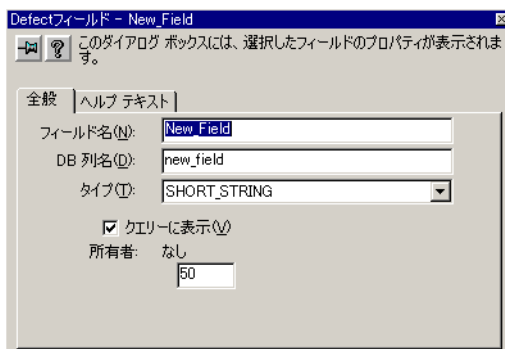 Defectフィールド - New_Field
このダイアログ ボックスには、選択したフィールドのプロパティが表示されま
す。
全般
ヘルプ テキスト
フィールド名(N):
New_Field
DB 列名(D):
new_field
タイプ(T):
SHORT_STRING
クエリーに表示(V)
所有者:
なし
50